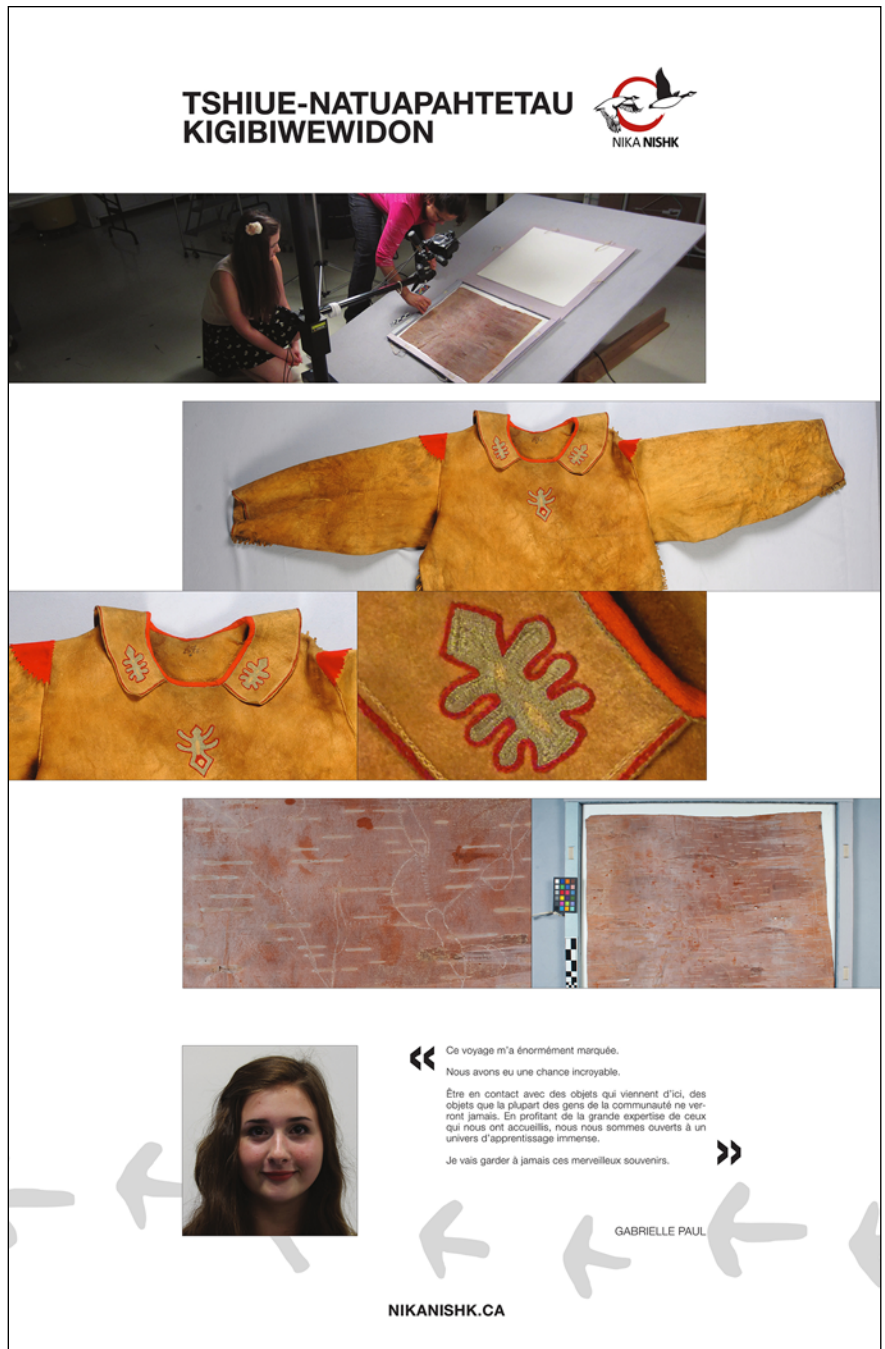 TSHIUE-NATUAPAHTETAU
KIGIBIWEWIDON
NIKA NISHK
« Ce voyage m'a énormément marquée.
Nous avons eu une chance incroyable.
Être en contact avec des objets qui viennent d'ici, des
objets que la plupart des gens de la communauté ne ver-
ront jamais. En profitant de la grande expertise de ceux
qui nous ont accueillis, nous nous sommes ouverts à un
univers d'apprentissage immense.
Je vais garder à jamais ces merveilleux souvenirs. »
GABRIELLE PAUL
NIKANISHK.CA